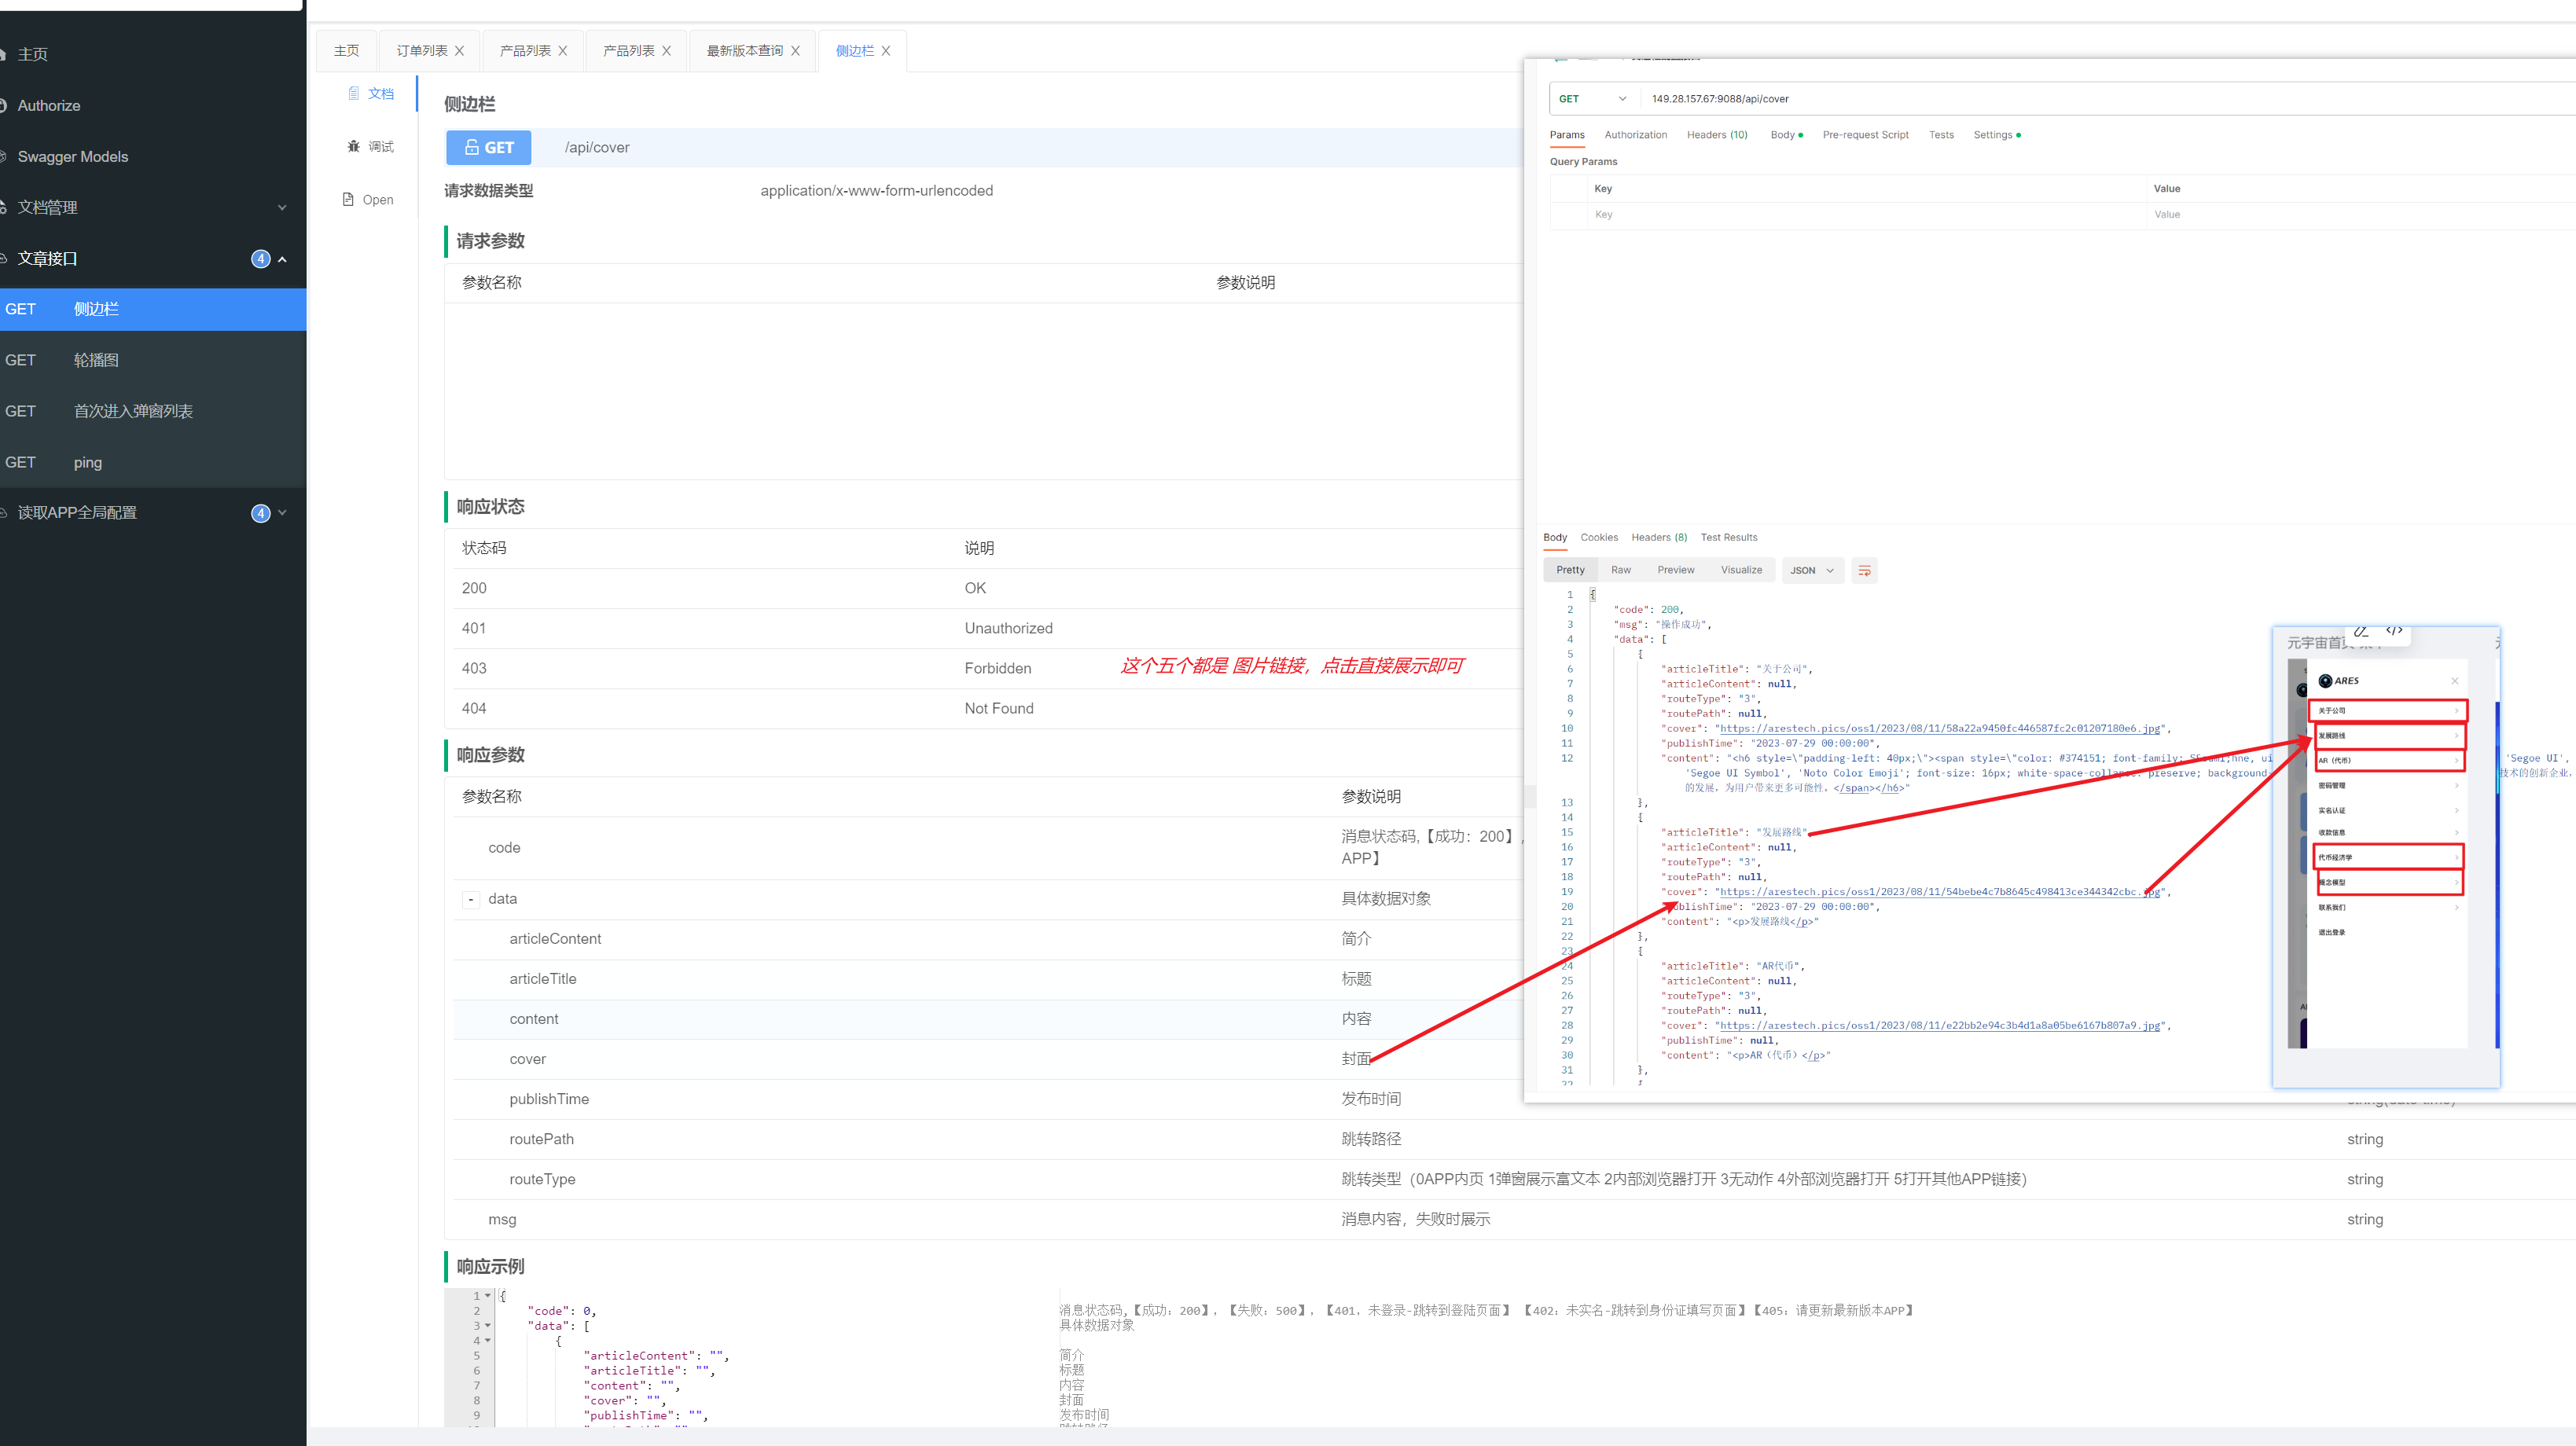 主页
Authorize
Swagger Models
文档管理
文章接口 4
GET 侧边栏
GET 轮播图
GET 首次进入弹窗列表
GET ping
读取APP全局配置 4
主页 订单列表 X 产品列表 X 产品列表 X 最新版本查询 X 侧边栏 X
文档
调试
Open
侧边栏
GET /api/cover
请求数据类型 application/x-www-form-urlencoded
请求参数
参数名称 参数说明
响应状态
状态码 说明
200 OK
401 Unauthorized
403 Forbidden
404 Not Found
这个五个都是 图片链接，点击直接展示即可
响应参数
参数名称 参数说明
code 消息状态码,【成功：200】,
APP】
- data 具体数据对象
articleContent 简介
articleTitle 标题
content 内容
cover 封面
publishTime 发布时间
routePath 跳转路径 string
routeType 跳转类型（0APP内页 1弹窗展示富文本 2内部浏览器打开 3无动作 4外部浏览器打开 5打开其他APP链接） string
msg 消息内容，失败时展示 string
响应示例
1 {
2 "code": 0, 消息状态码,【成功：200】，【失败：500】，【401，未登录-跳转到登陆页面】 【402：未实名-跳转到身份证填写页面】【405：请更新最新版本APP】
3 "data": [ 具体数据对象
4 {
5 "articleContent": "", 简介
6 "articleTitle": "", 标题
7 "content": "", 内容
8 "cover": "", 封面
9 "publishTime": "", 发布时间
GET 149.28.157.67:9088/api/cover
Params Authorization Headers (10) Body Pre-request Script Tests Settings
Query Params
Key Value
Key Value
Body Cookies Headers (8) Test Results
Pretty Raw Preview Visualize JSON
1 {
2 "code": 200,
3 "msg": "操作成功",
4 "data": [
5 {
6 "articleTitle": "关于公司",
7 "articleContent": null,
8 "routeType": "3",
9 "routePath": null,
10 "cover": "https://arestech.pics/oss1/2023/08/11/58a22a9450fc446587fc2c01207180e6.jpg",
11 "publishTime": "2023-07-29 00:00:00",
12 "content": "<h6 style=\"padding-left: 40px;\"><span style=\"color: #374151; font-family: S&ouml;hne, ui 'Segoe UI',
'Segoe UI Symbol', 'Noto Color Emoji'; font-size: 16px; white-space-collapse: preserve; background 技术的创新企业，
的发展，为用户带来更多可能性。</span></h6>"
13 },
14 {
15 "articleTitle": "发展路线"
16 "articleContent": null,
17 "routeType": "3",
18 "routePath": null,
19 "cover": "https://arestech.pics/oss1/2023/08/11/54bebe4c7b8645c498413ce344342cbc.jpg",
20 publishTime": "2023-07-29 00:00:00",
21 "content": "<p>发展路线</p>"
22 },
23 {
24 "articleTitle": "AR代币",
25 "articleContent": null,
26 "routeType": "3",
27 "routePath": null,
28 "cover": "https://arestech.pics/oss1/2023/08/11/e22bb2e94c3b4d1a8a05be6167b807a9.jpg",
29 "publishTime": null,
30 "content": "<p>AR（代币）</p>"
31 },
32 {
元宇宙首页
ARES
关于公司
发展路线
AR（代币）
密码管理
实名认证
收款信息
代币经济学
概念模型
联系我们
退出登录